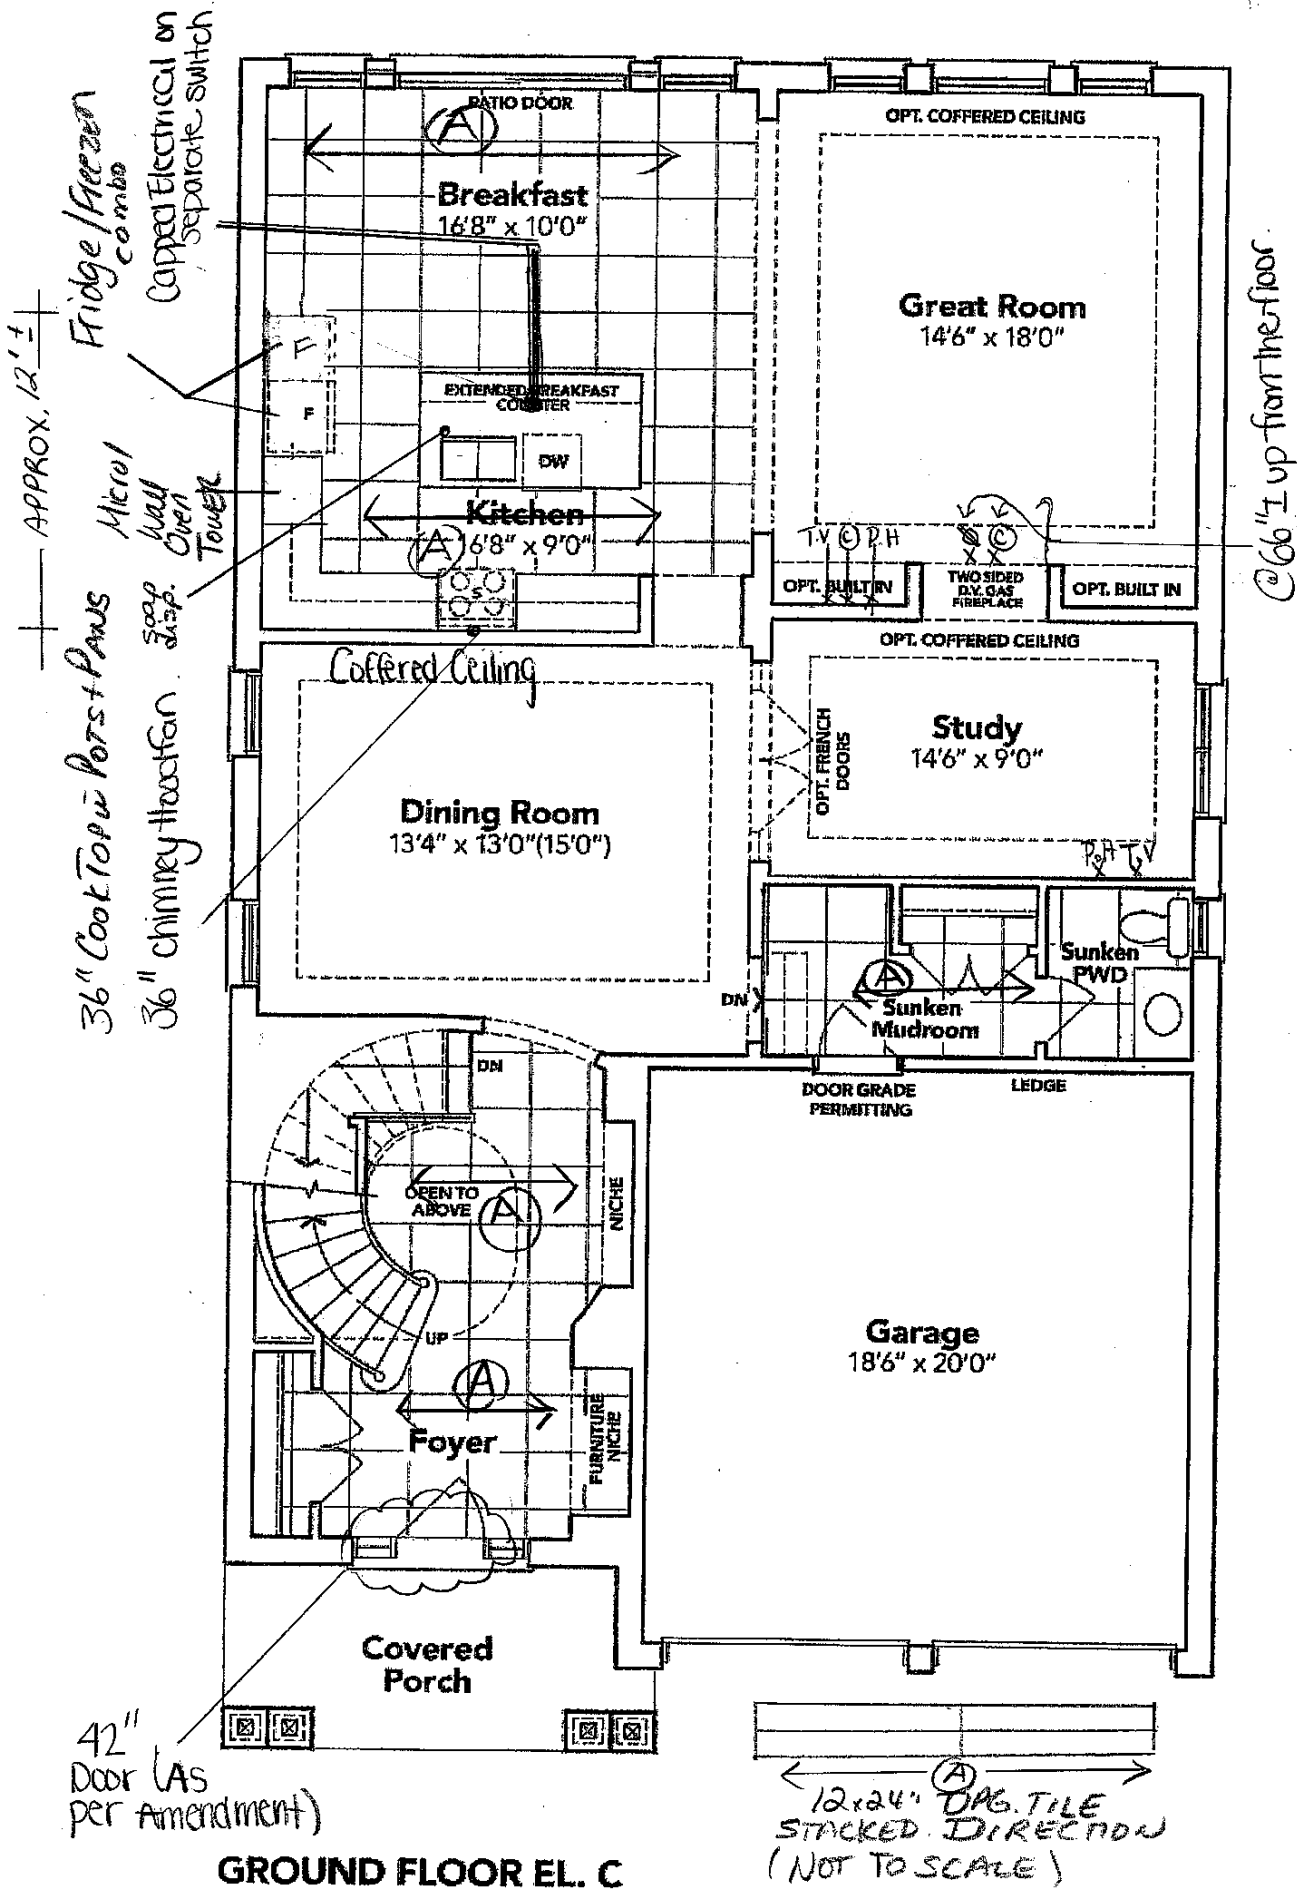 Capped Electrical on
separate switch
Fridge/Freezer
combo
APPROX. 12' ±
Micro/
Wall
Oven
Tower
soap
disp.
36" COOK TOP w POTS + PANS
36" chimney Hoodfan
PATIO DOOR
A
Breakfast
16'8" x 10'0"
F
F
EXTENDED BREAKFAST
COUNTER
DW
Kitchen
A
16'8" x 9'0"
S
OPT. COFFERED CEILING
Great Room
14'6" x 18'0"
T.V C P.H
C
OPT. BUILT IN
TWO SIDED
D.V. GAS
FIREPLACE
OPT. BUILT IN
up from the floor.
OPT. COFFERED CEILING
Coffered Ceiling
Study
14'6" x 9'0"
OPT. FRENCH
DOORS
P.H T.V
Dining Room
13'4" x 13'0"(15'0")
DN
A
Sunken
Mudroom
Sunken
PWD
DN
DOOR GRADE
PERMITTING
LEDGE
OPEN TO
ABOVE
A
NICHE
UP
A
Foyer
FURNITURE
NICHE
Garage
18'6" x 20'0"
Covered
Porch
42"
Door (As
per Amendment)
A
12x24" UPG. TILE
STACKED DIRECTION
(NOT TO SCALE)
GROUND FLOOR EL. C